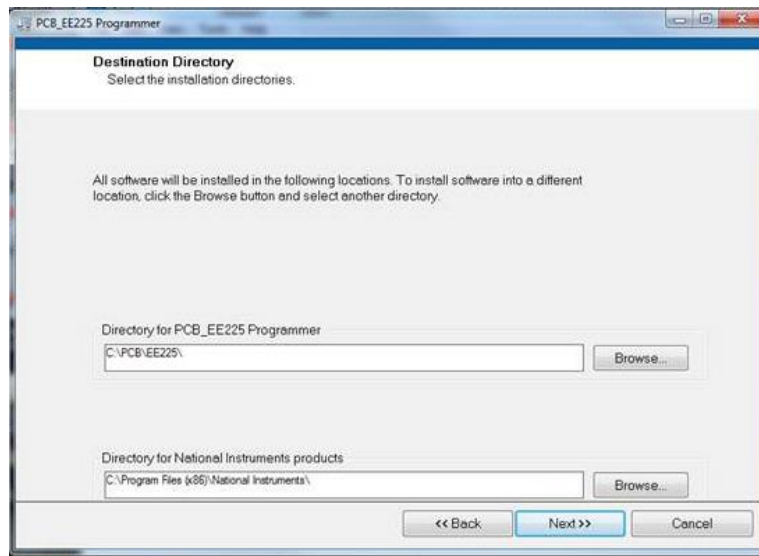 PCB_EE225 Programmer
Destination Directory
Select the installation directories.
All software will be installed in the following locations. To install software into a different
location, click the Browse button and select another directory.
Directory for PCB_EE225 Programmer
C:\PCB\EE225\
Browse...
Directory for National Instruments products
C:\Program Files (x86)\National Instruments\
Browse...
<< Back
Next >>
Cancel